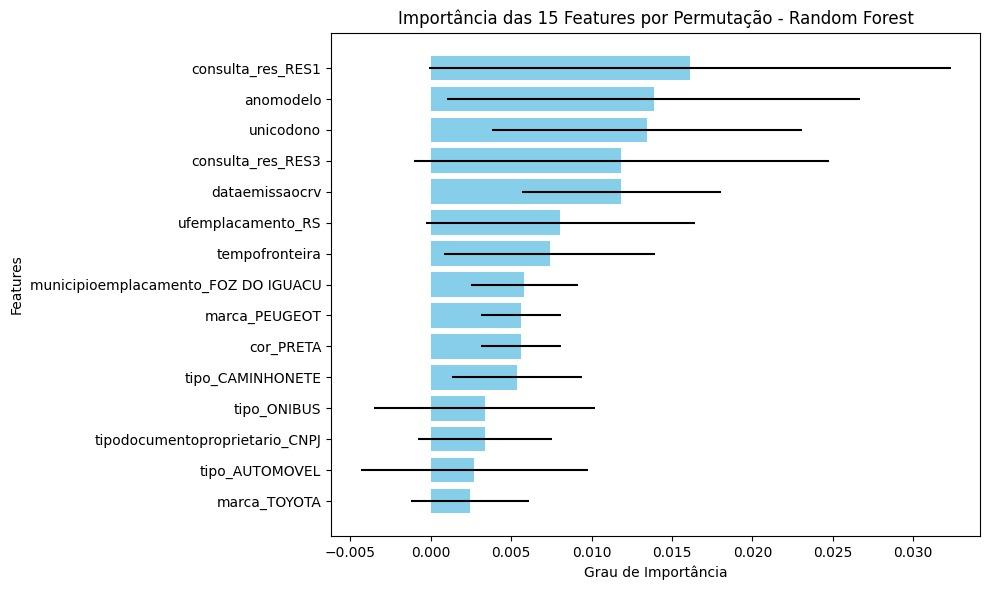 Importância das 15 Features por Permutação - Random Forest
Features
consulta_res_RES1
anomodelo
unicodono
consulta_res_RES3
dataemissaocrv
ufemplacamento_RS
tempofronteira
municipioemplacamento_FOZ DO IGUACU
marca_PEUGEOT
cor_PRETA
tipo_CAMINHONETE
tipo_ONIBUS
tipodocumentoproprietario_CNPJ
tipo_AUTOMOVEL
marca_TOYOTA
−0.005 0.000 0.005 0.010 0.015 0.020 0.025 0.030
Grau de Importância